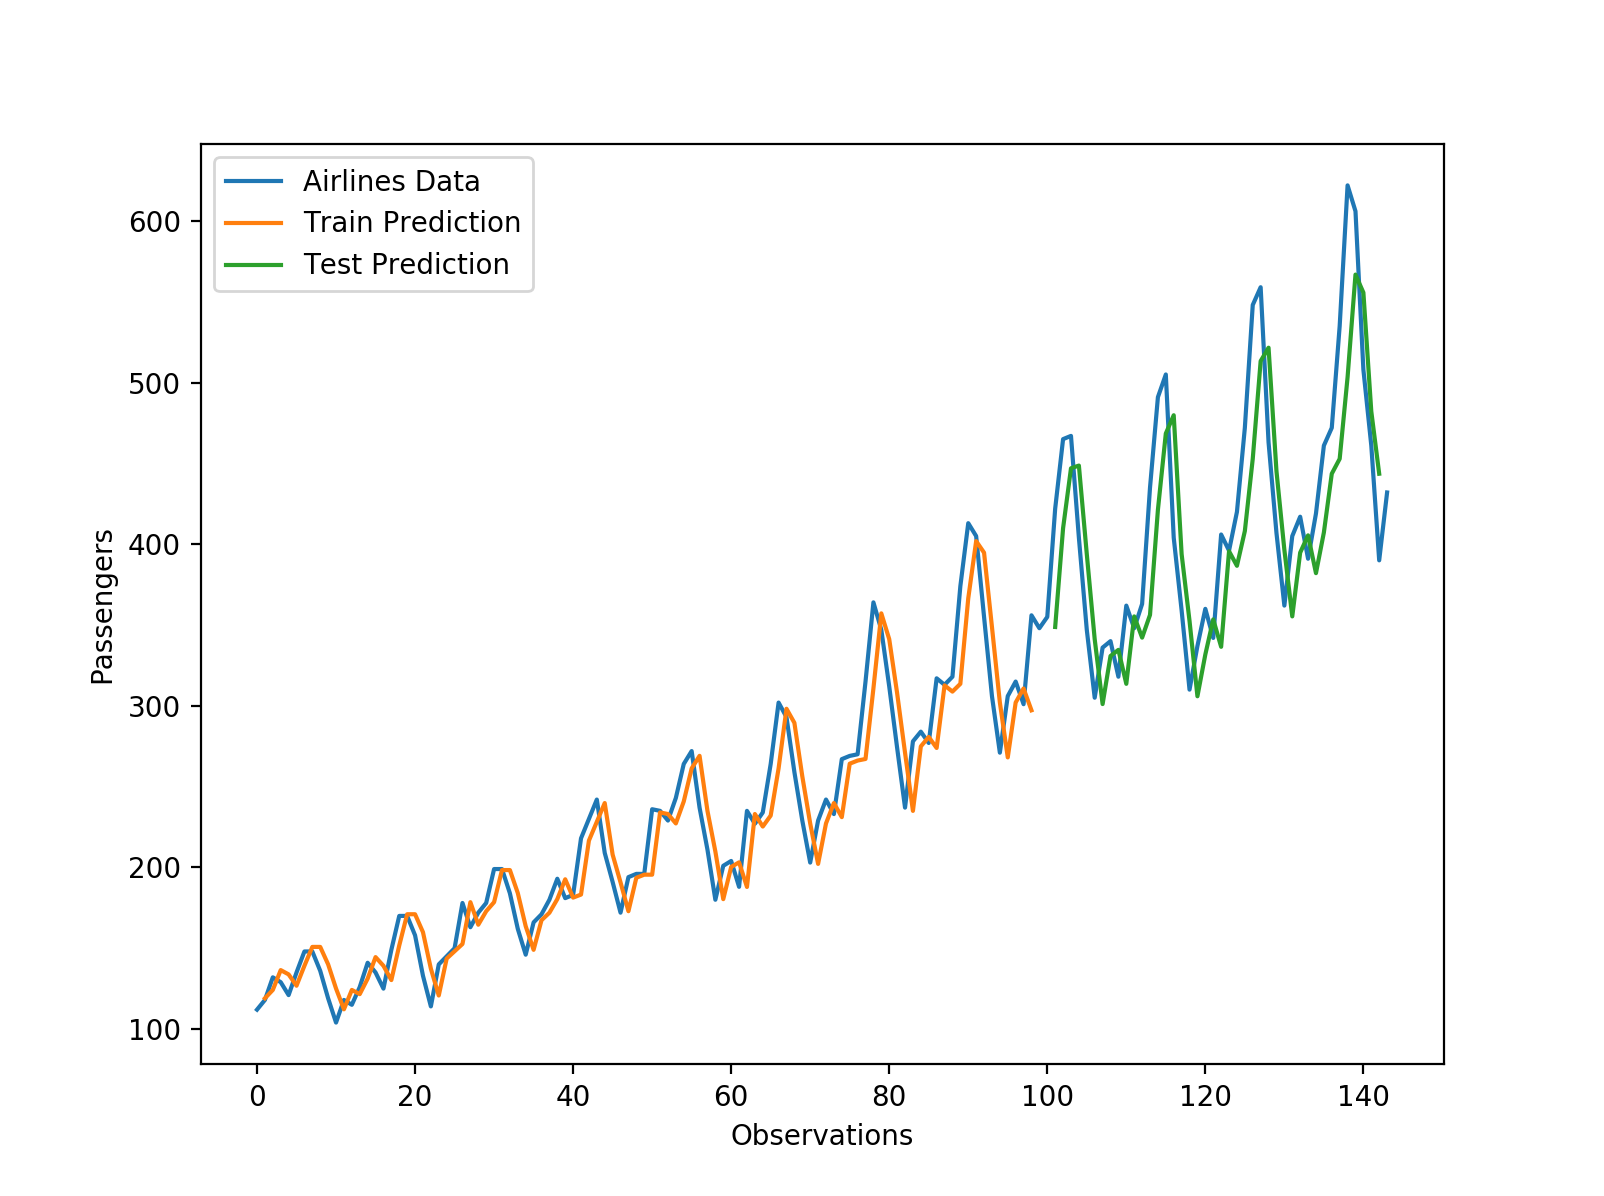 Airlines Data
Train Prediction
Test Prediction
600
500
400
300
200
100
Passengers
0 20 40 60 80 100 120 140
Observations